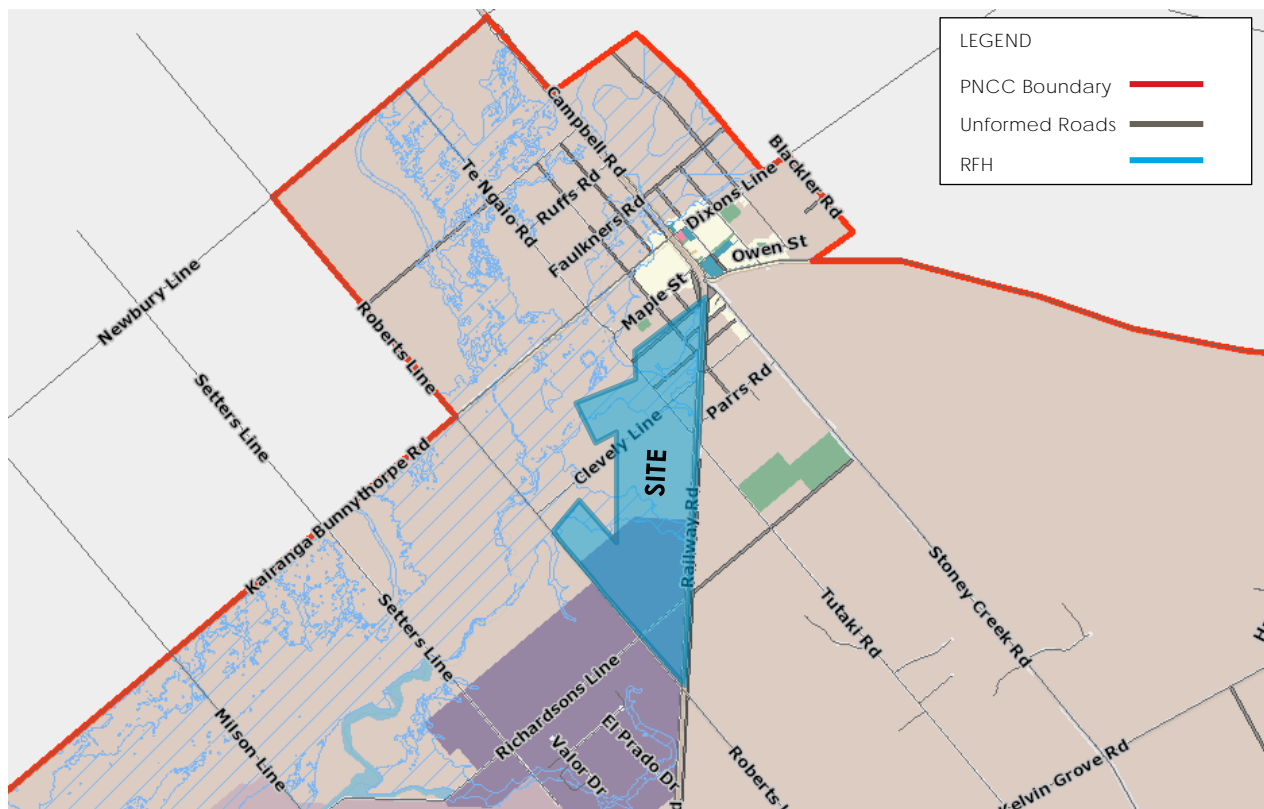 LEGEND
PNCC Boundary
Unformed Roads
RFH
Campbell Rd
Blackler Rd
Te Ngaio Rd
Ruffs Rd
Dixons Line
Faulkners Rd
Owen St
Newbury Line
Maple St
Roberts Line
Setters Line
Parrs Rd
Clevely Line
SITE
Kairanga Bunnythorpe Rd
Railway Rd
Stoney Creek Rd
Setters Line
Tutaki Rd
Richardsons Line
Milson Line
El Prado Dr
Valor Dr
Roberts L
Kelvin Grove Rd